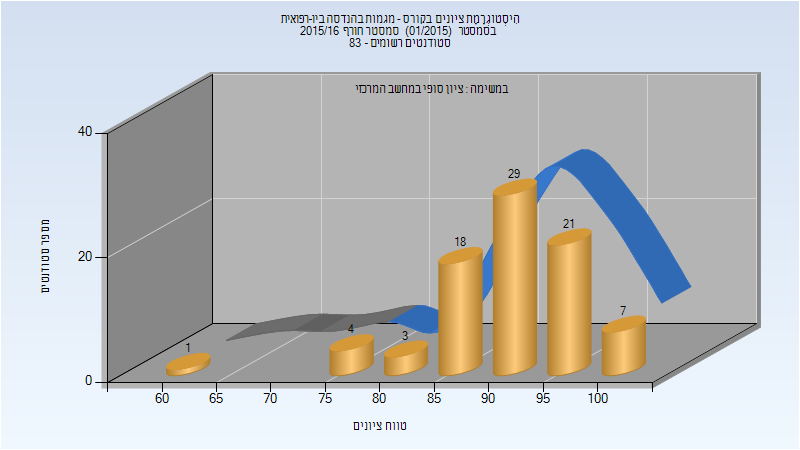 היסטוגרמת ציונים בקורס - מגמות בהנדסה ביו-רפואית
בסמסטר (01/2015) סמסטר חורף 2015/16
סטודנטים רשומים - 83
במשימה : ציון סופי במחשב המרכזי
מספר סטודנטים
40
20
0
1
4
3
18
29
21
7
60 65 70 75 80 85 90 95 100
טווח ציונים